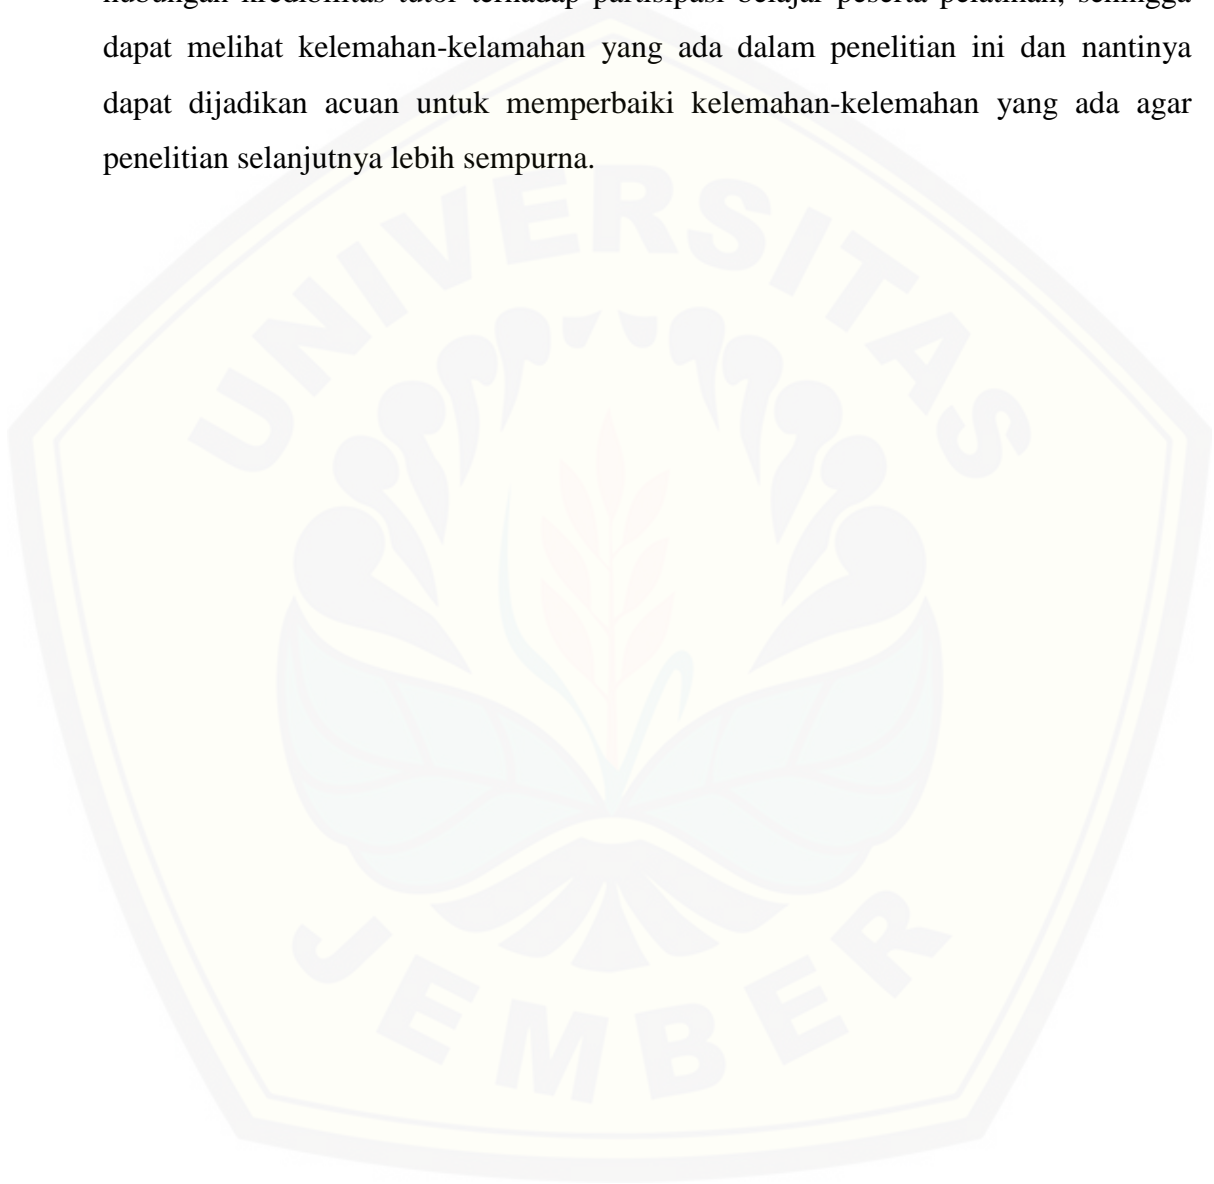 hubungan kredibilitas tutor terhadap partisipasi belajar peserta pelatihan, sehingga
dapat melihat kelemahan-kelamahan yang ada dalam penelitian ini dan nantinya
dapat dijadikan acuan untuk memperbaiki kelemahan-kelemahan yang ada agar
penelitian selanjutnya lebih sempurna.
UNIVERSITAS
JEMBER